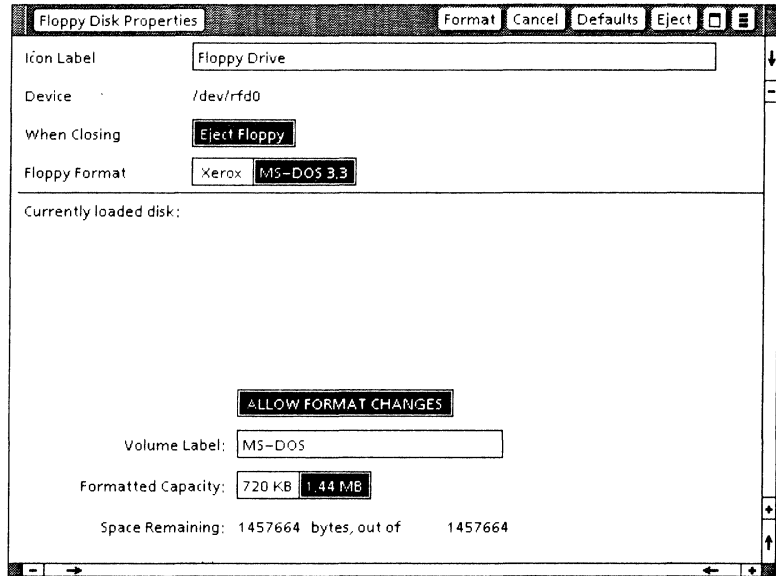 Floppy Disk Properties Format Cancel Defaults Eject
Icon Label Floppy Drive
Device /dev/rfd0
When Closing Eject Floppy
Floppy Format Xerox MS-DOS 3.3
Currently loaded disk:
ALLOW FORMAT CHANGES
Volume Label: MS-DOS
Formatted Capacity: 720 KB 1.44 MB
Space Remaining: 1457664 bytes, out of 1457664